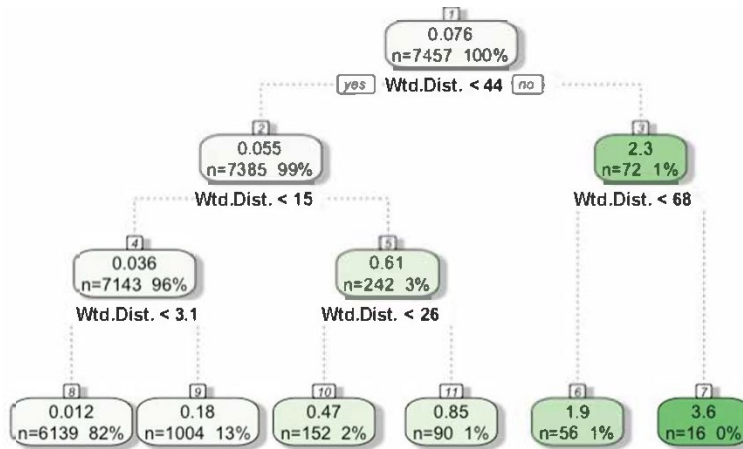 1
0.076
n=7457 100%
yes Wtd.Dist. < 44 no
2
0.055
n=7385 99%
Wtd.Dist. < 15
3
2.3
n=72 1%
Wtd.Dist. < 68
4
0.036
n=7143 96%
Wtd.Dist. < 3.1
5
0.61
n=242 3%
Wtd.Dist. < 26
8
0.012
n=6139 82%
9
0.18
n=1004 13%
10
0.47
n=152 2%
11
0.85
n=90 1%
6
1.9
n=56 1%
7
3.6
n=16 0%